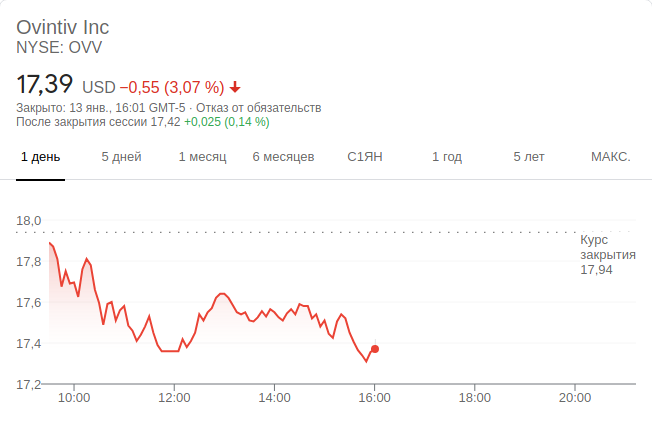 Ovintiv Inc
NYSE: OVV
17,39 USD −0,55 (3,07 %)
Закрыто: 13 янв., 16:01 GMT-5 · Отказ от обязательств
После закрытия сессии 17,42 +0,025 (0,14 %)
1 день 5 дней 1 месяц 6 месяцев С1ЯН 1 год 5 лет МАКС.
18,0
17,8
17,6
17,4
17,2
Курс
закрытия
17,94
10:00 12:00 14:00 16:00 18:00 20:00